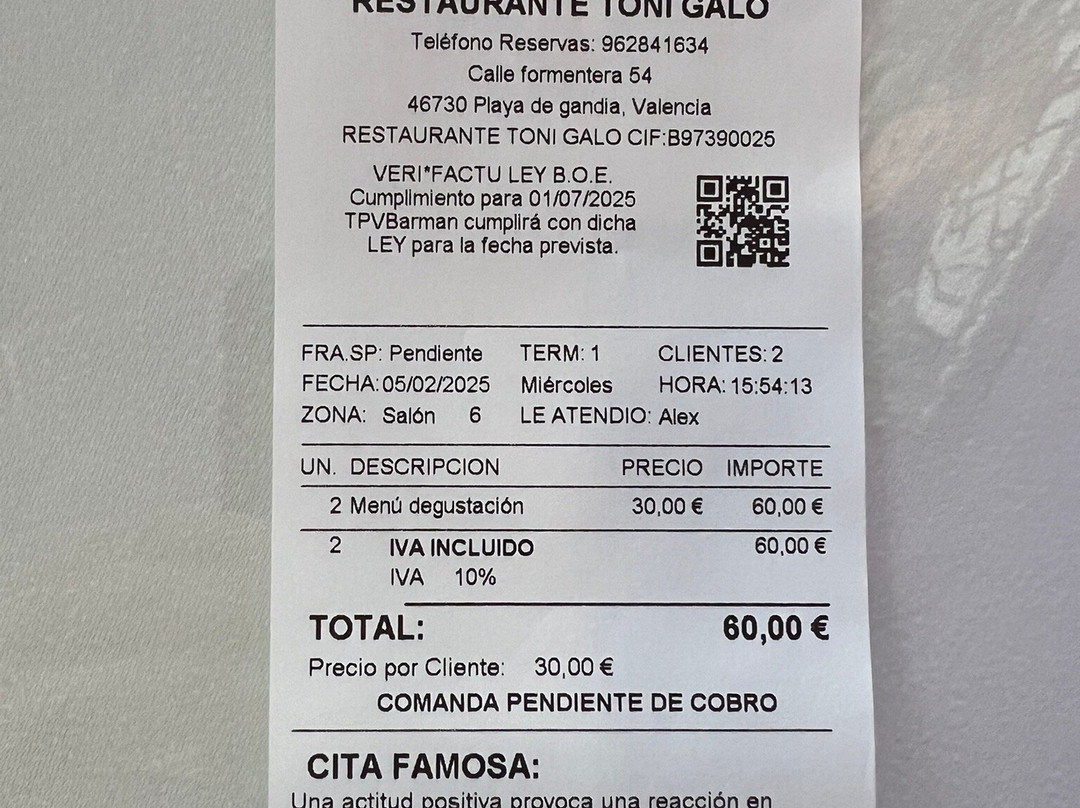 RESTAURANTE TONI GALO
Teléfono Reservas: 962841634
Calle formentera 54
46730 Playa de gandia, Valencia
RESTAURANTE TONI GALO CIF:B97390025
VERI*FACTU LEY B.O.E.
Cumplimiento para 01/07/2025
TPVBarman cumplirá con dicha
LEY para la fecha prevista.
FRA.SP: Pendiente TERM: 1 CLIENTES: 2
FECHA: 05/02/2025 Miércoles HORA: 15:54:13
ZONA: Salón 6 LE ATENDIO: Alex
UN. DESCRIPCION PRECIO IMPORTE
2 Menú degustación 30,00 € 60,00 €
2 IVA INCLUIDO 60,00 €
IVA 10%
TOTAL: 60,00 €
Precio por Cliente: 30,00 €
COMANDA PENDIENTE DE COBRO
CITA FAMOSA:
Una actitud positiva provoca una reacción en